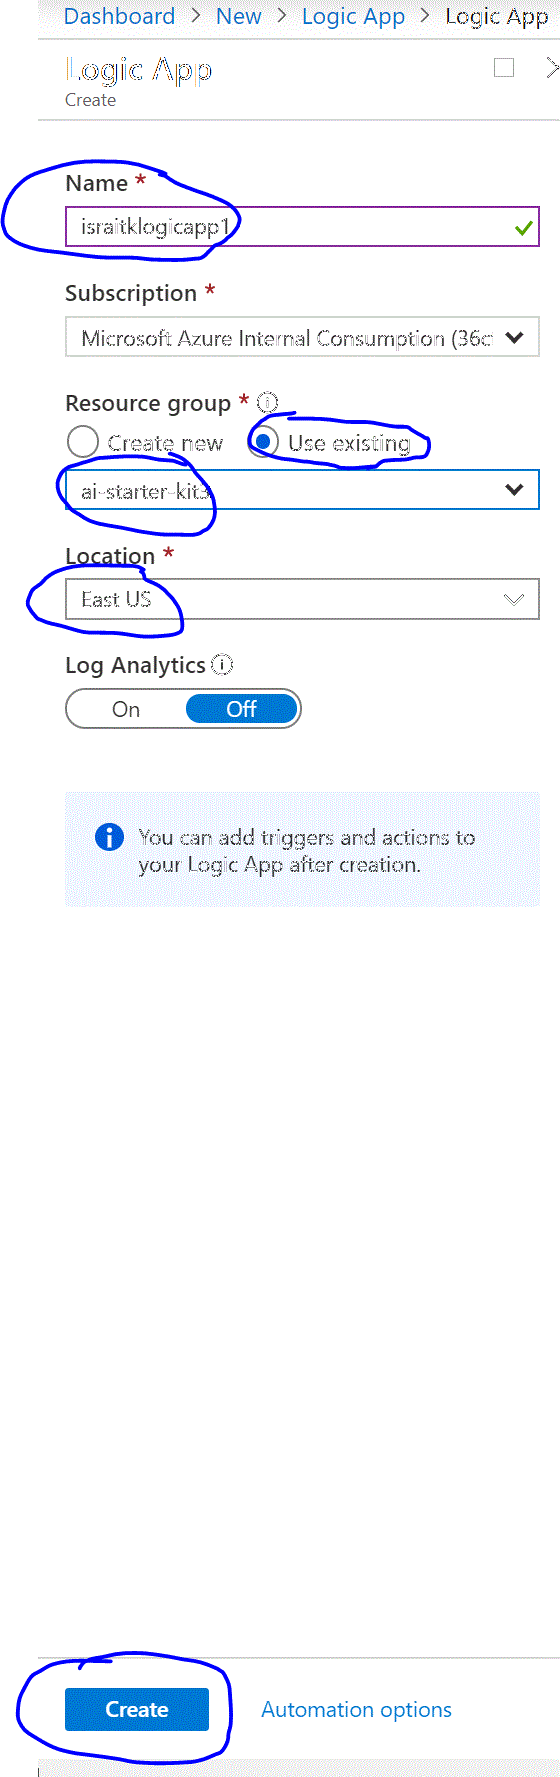 Dashboard > New > Logic App > Logic App
Logic App
Create
Name *
israitklogicapp1
Subscription *
Microsoft Azure Internal Consumption (36c
Resource group *
Create new Use existing
ai-starter-kit3
Location *
East US
Log Analytics
On Off
You can add triggers and actions to
your Logic App after creation.
Create Automation options